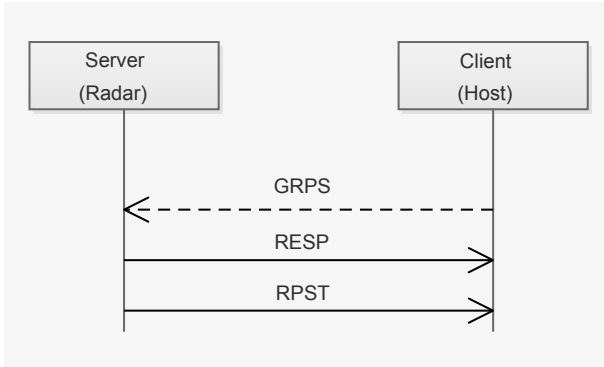 Server
(Radar)
Client
(Host)
GRPS
RESP
RPST